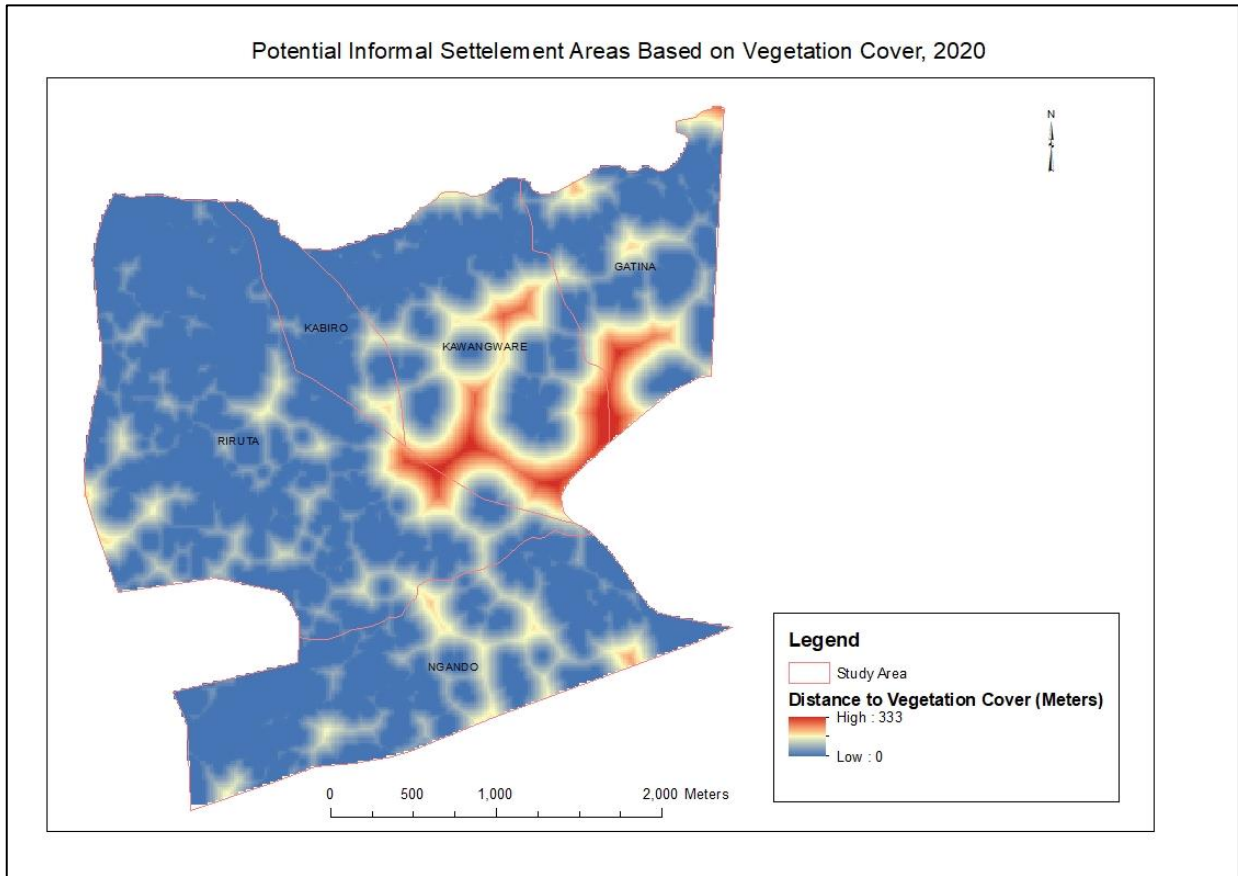 Potential Informal Settelement Areas Based on Vegetation Cover, 2020
N
GATINA
KABIRO
KAWANGWARE
RIRUTA
NGANDO
Legend
Study Area
Distance to Vegetation Cover (Meters)
High : 333
Low : 0
0 500 1,000 2,000 Meters